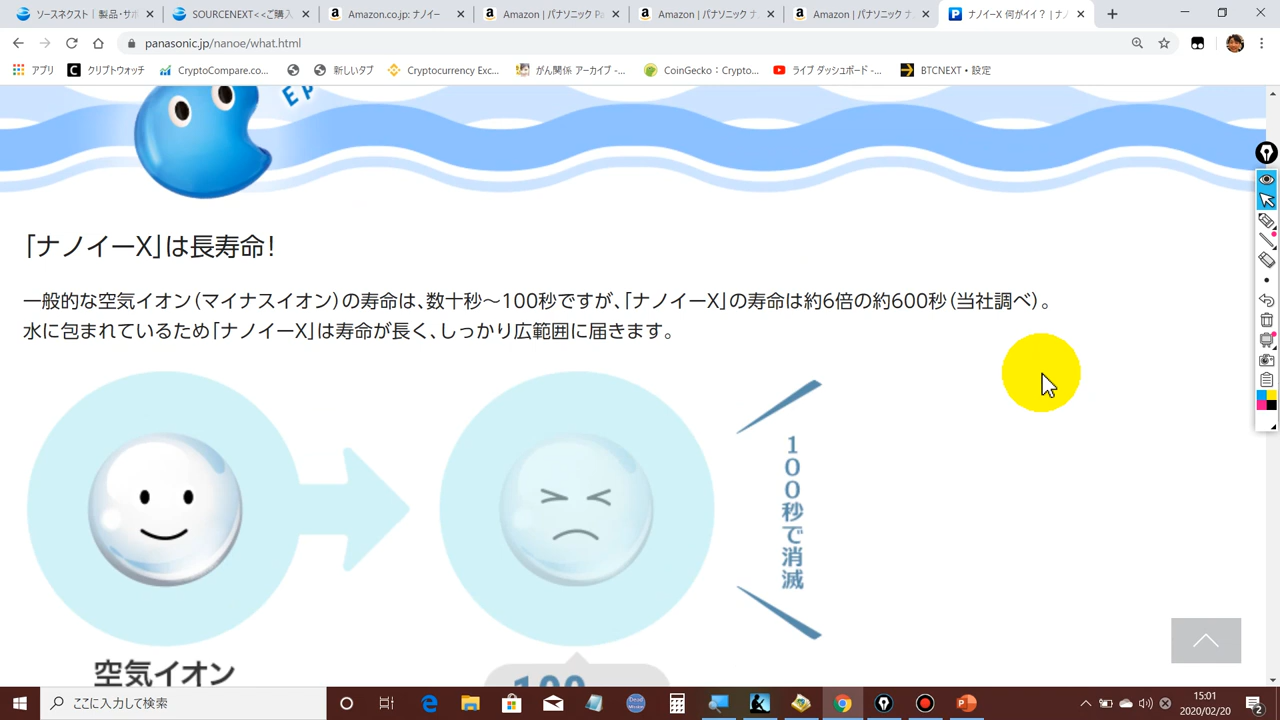 ソースネクスト | 製品・サポ
SOURCENEXT<<ご購入
Amazon.co.jp: ナノイー
Amazon | パナソニック Pa
Amazon | パナソニック ナ
Amazon | パナソニック ナ
ナノイーX 何がイイ？ | ナノ
panasonic.jp/nanoe/what.html
アプリ
クリプトウォッチ
CryptoCompare.co...
新しいタブ
Cryptocurrency Exc...
がん関係 アーカイブ -...
CoinGecko：Crypto...
ライブ ダッシュボード -...
BTCNEXT・設定
EP
「ナノイーX」は長寿命！
一般的な空気イオン（マイナスイオン）の寿命は、数十秒〜100秒ですが、「ナノイーX」の寿命は約6倍の約600秒（当社調べ）。
水に包まれているため「ナノイーX」は寿命が長く、しっかり広範囲に届きます。
100秒で消滅
空気イオン
100
ここに入力して検索
15:01
2020/02/20
2